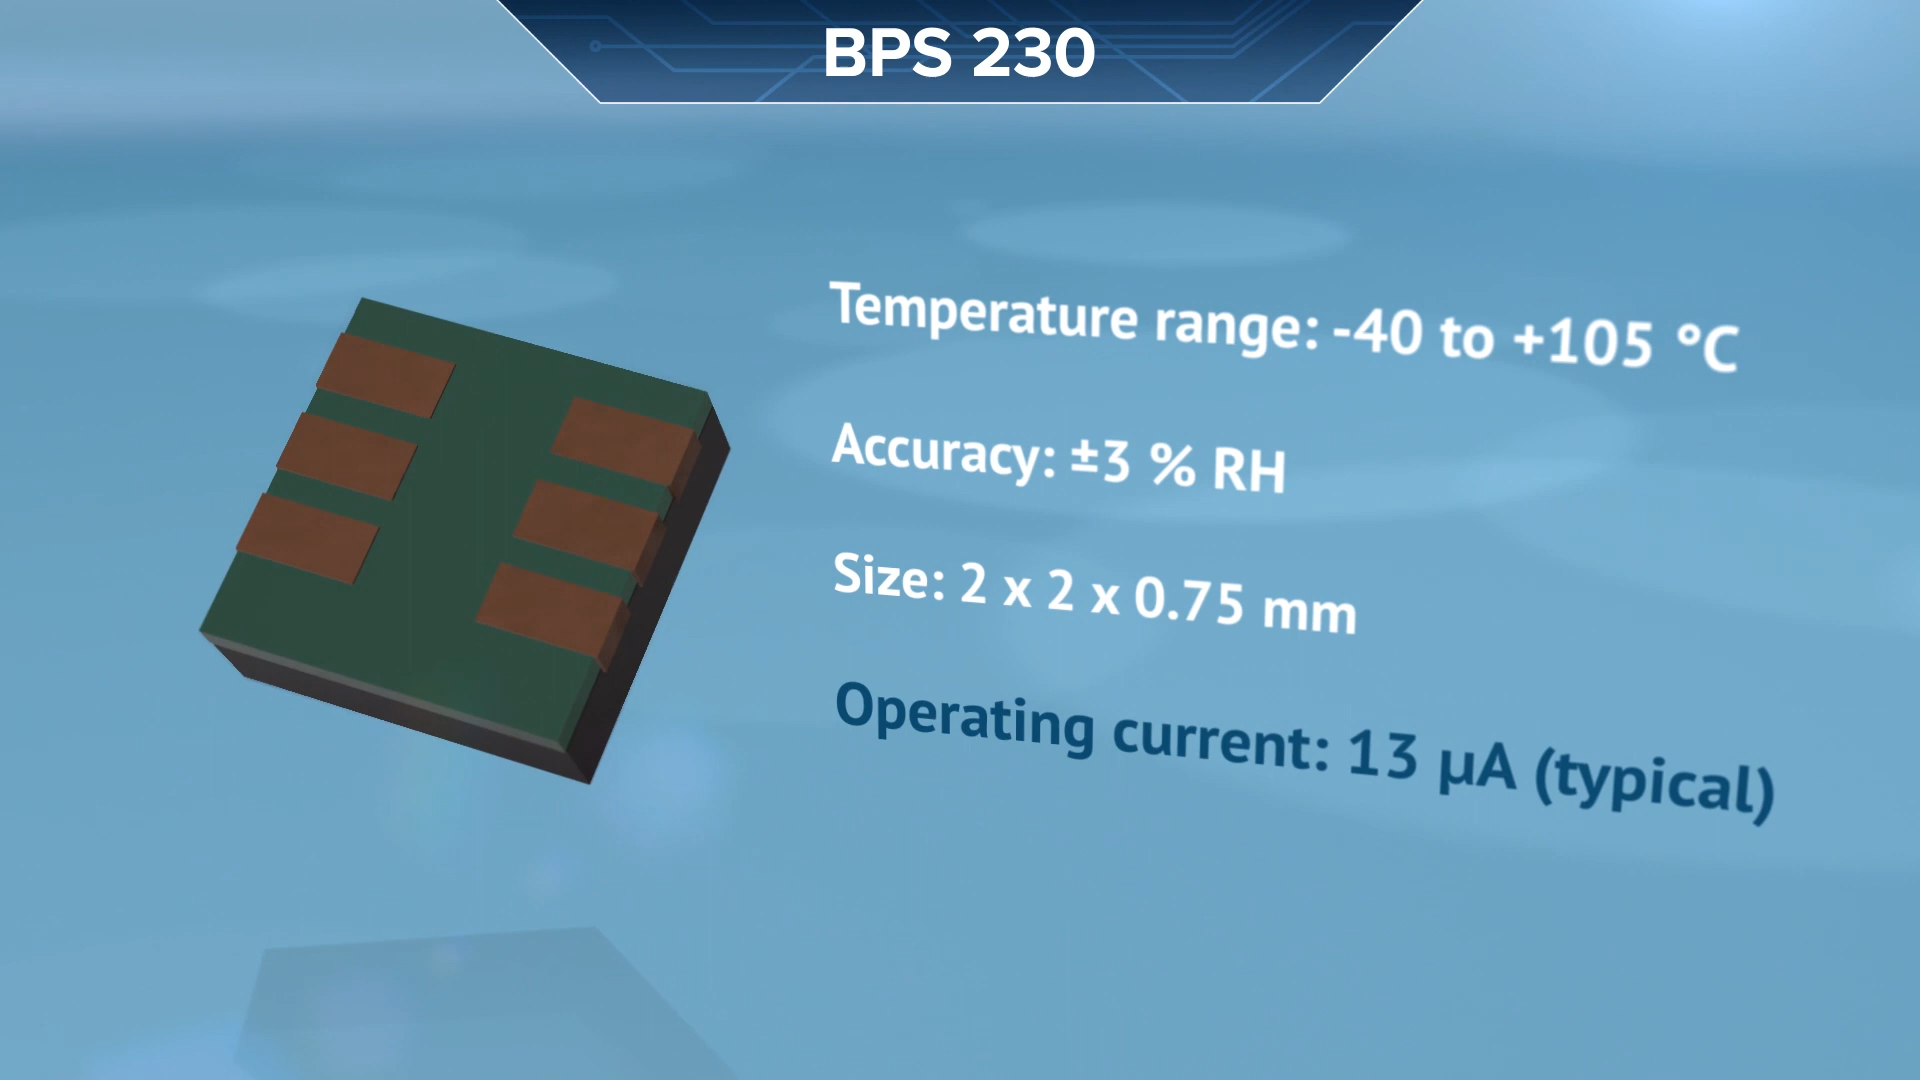 BPS 230
Temperature range: -40 to +105 °C
Accuracy: ±3 % RH
Size: 2 x 2 x 0.75 mm
Operating current: 13 µA (typical)